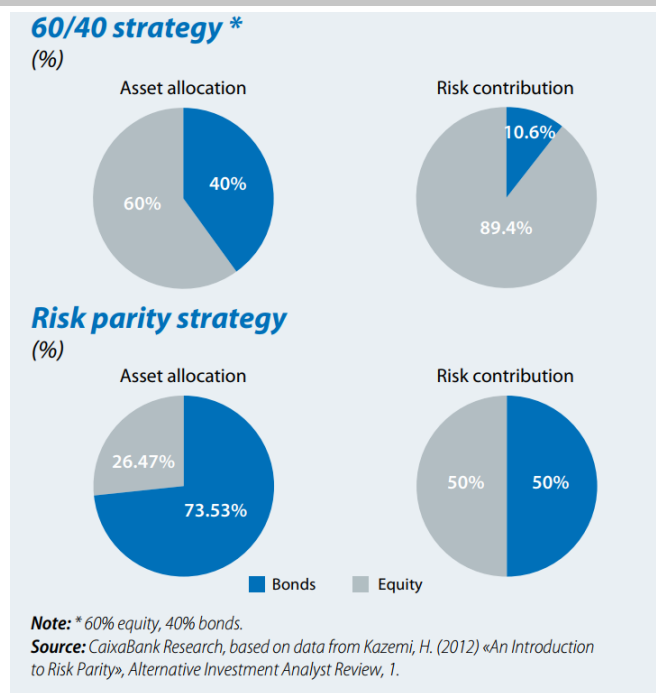 60/40 strategy *
(%)
Asset allocation
Risk contribution
40%
60%
10.6%
89.4%
Risk parity strategy
(%)
Asset allocation
Risk contribution
26.47%
73.53%
50%
50%
Bonds
Equity
Note: * 60% equity, 40% bonds.
Source: CaixaBank Research, based on data from Kazemi, H. (2012) «An Introduction
to Risk Parity», Alternative Investment Analyst Review, 1.